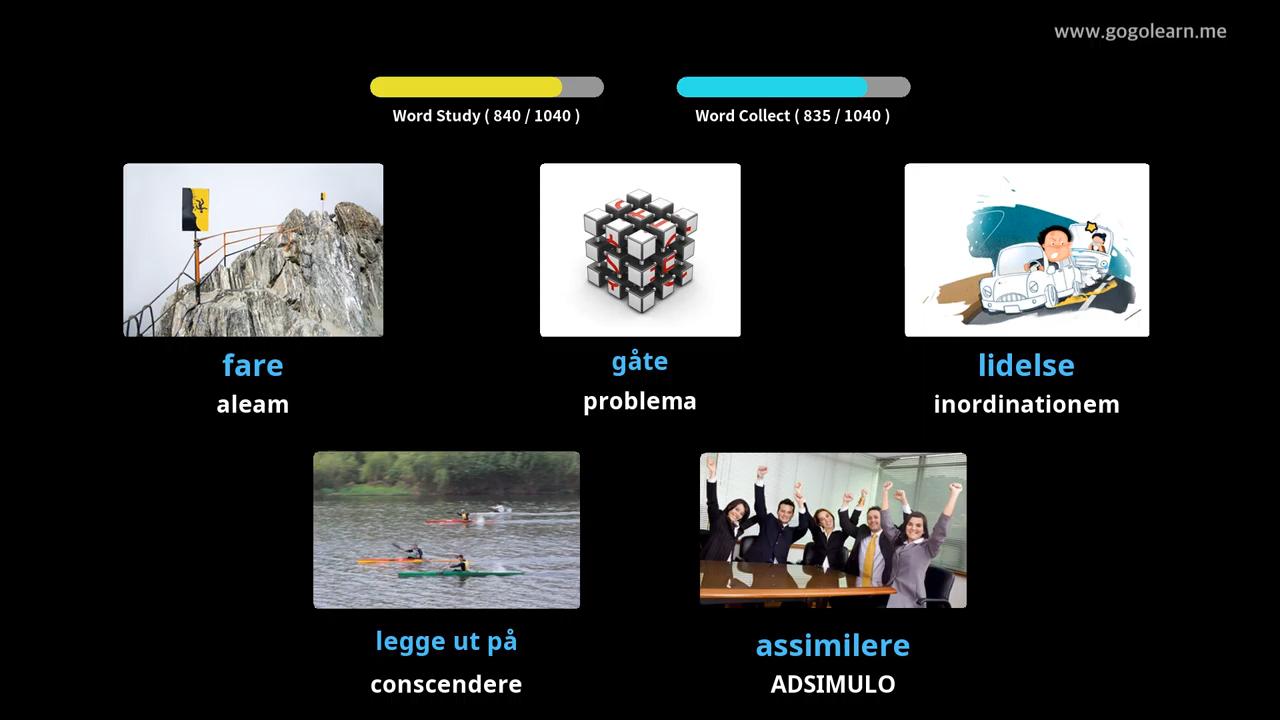 www.gogolearn.me
Word Study ( 840 / 1040 )
Word Collect ( 835 / 1040 )
fare
aleam
gåte
problema
lidelse
inordinationem
legge ut på
conscendere
assimilere
ADSIMULO